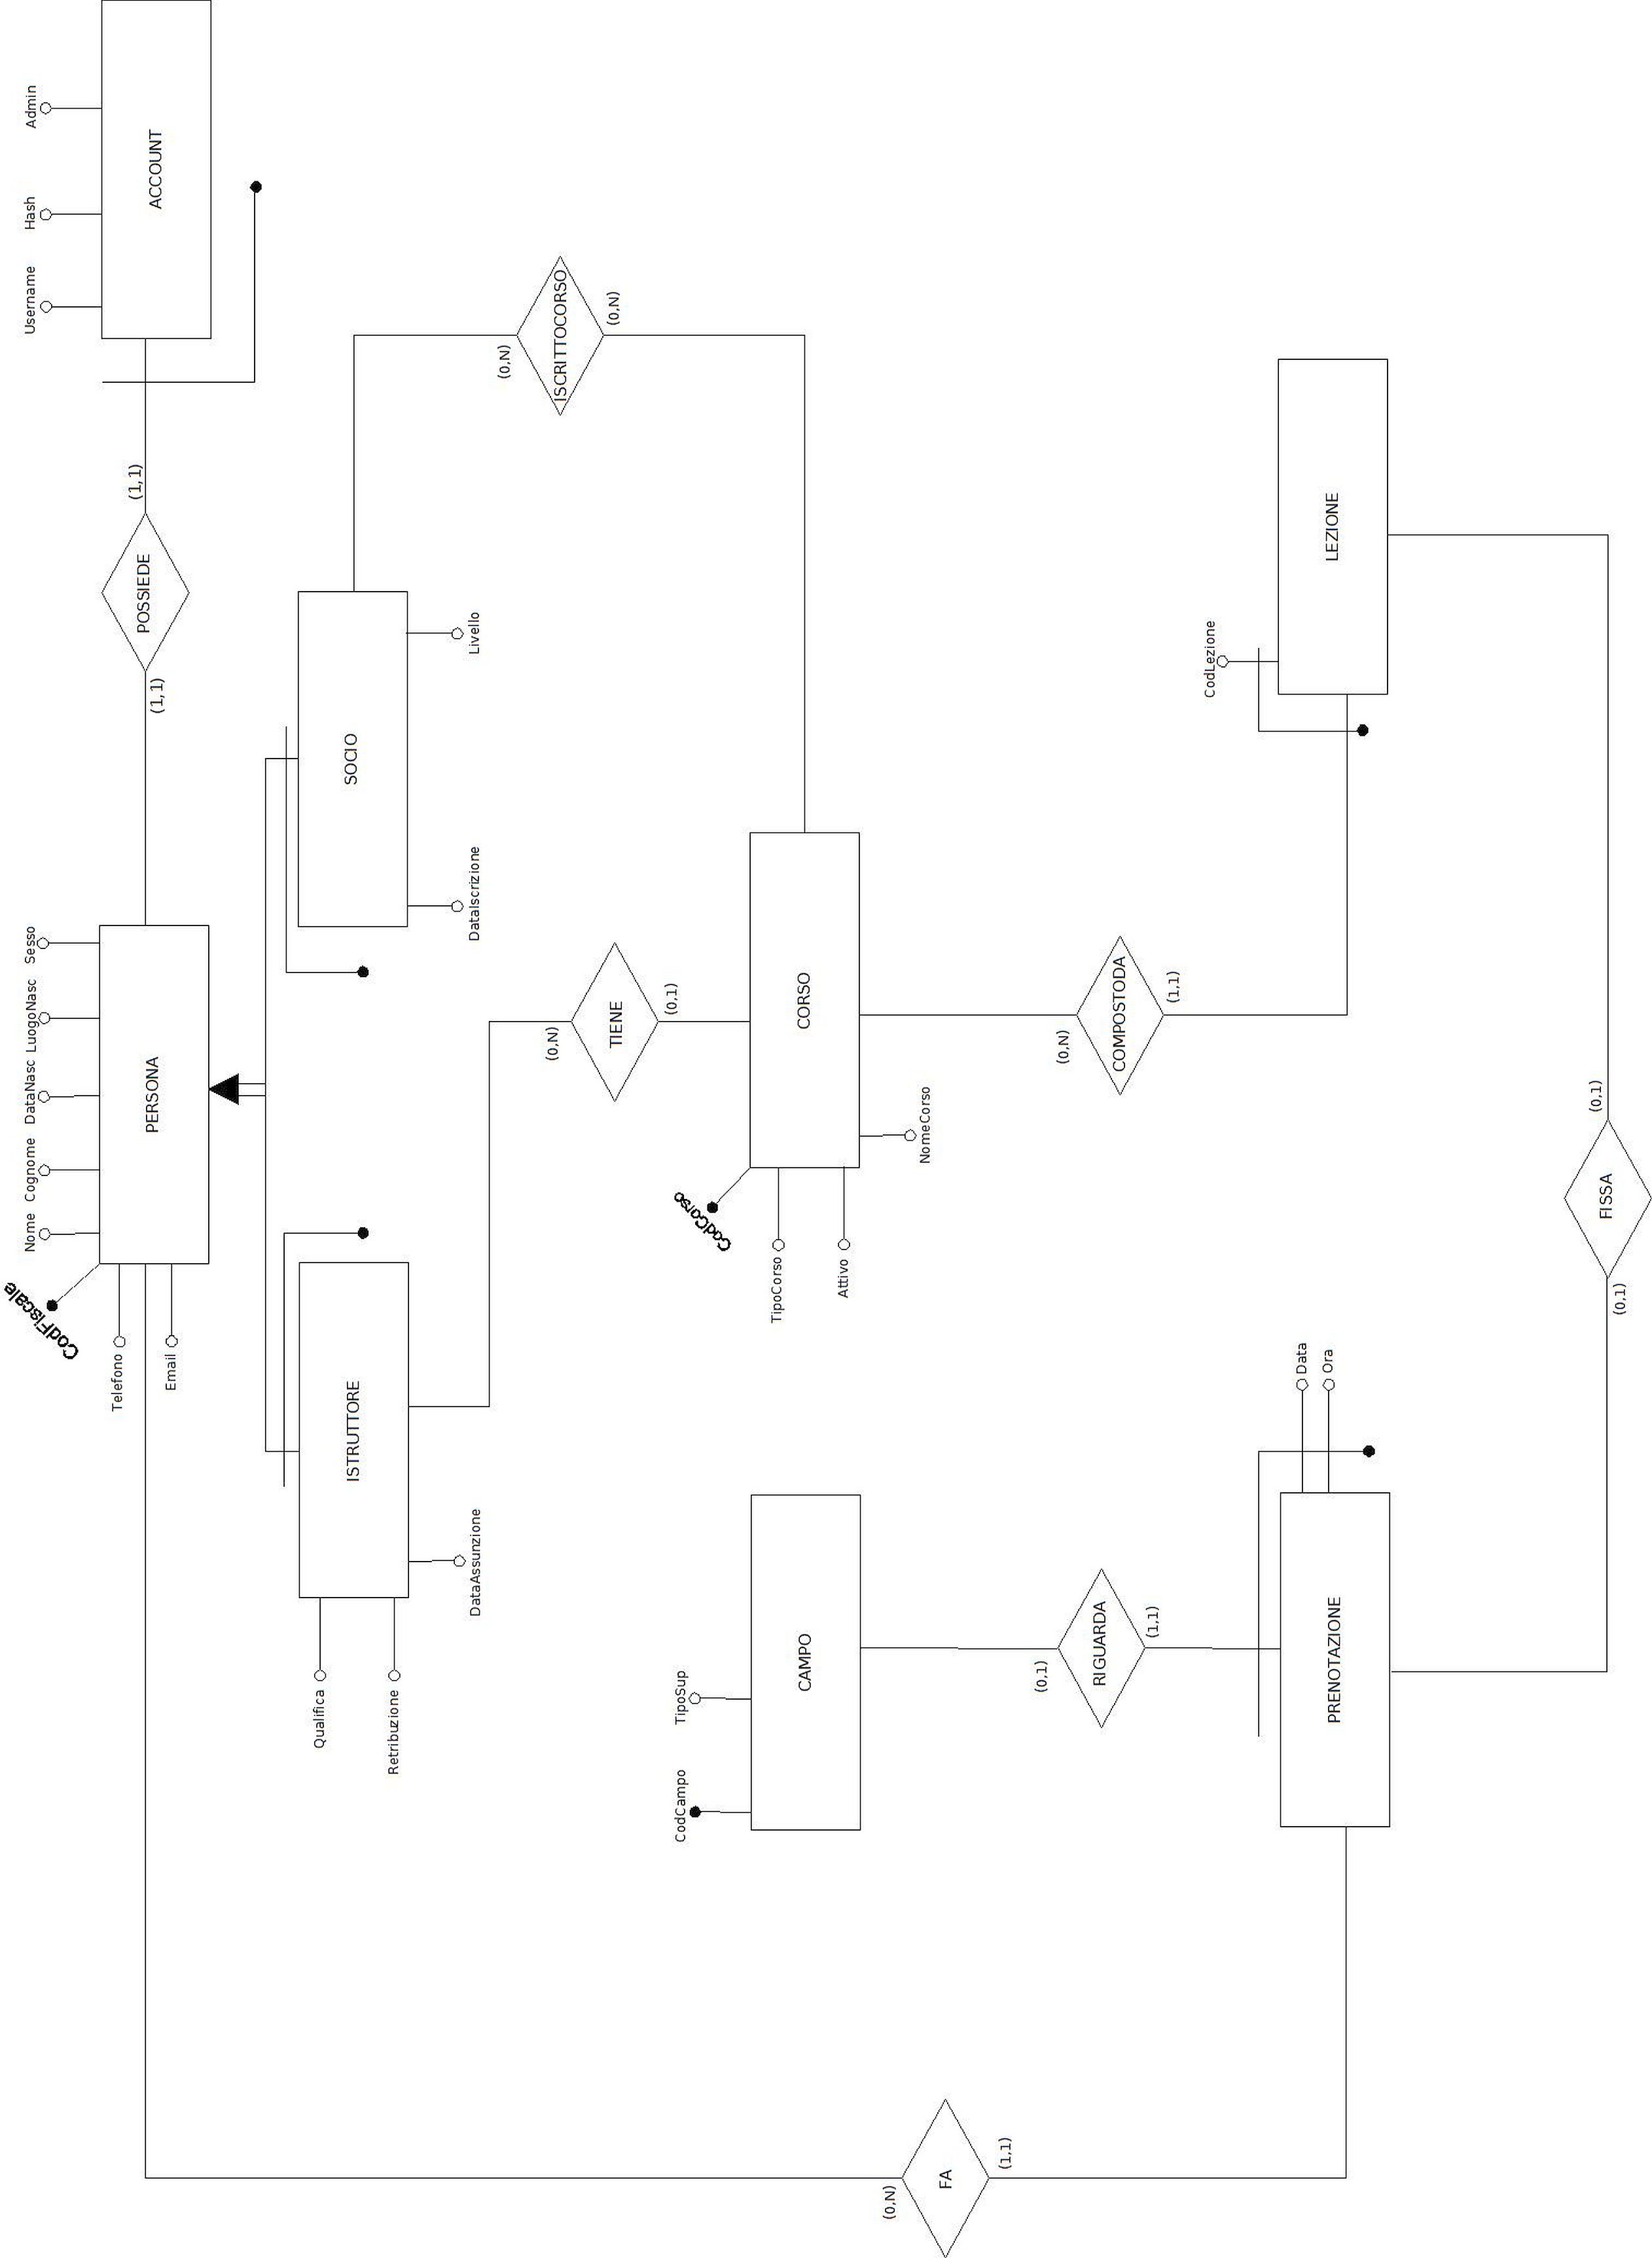 CodFiscale
Nome
Cognome
DataNasc
LuogoNasc
Sesso
Username
Hash
Admin
Telefono
Email
PERSONA
(1,1)
POSSIEDE
(1,1)
ACCOUNT
Qualifica
Retribuzione
ISTRUTTORE
DataAssunzione
SOCIO
DataIscrizione
Livello
(0,N)
TIENE
(0,1)
(0,N)
ISCRITTOCORSO
(0,N)
CodCampo
TipoSup
CAMPO
CodCorso
TipoCorso
Attivo
CORSO
NomeCorso
(0,N)
FA
(1,1)
(0,1)
RIGUARDA
(1,1)
(0,N)
COMPOSTODA
(1,1)
CodLezione
PRENOTAZIONE
Data
Ora
LEZIONE
(0,1)
FISSA
(0,1)